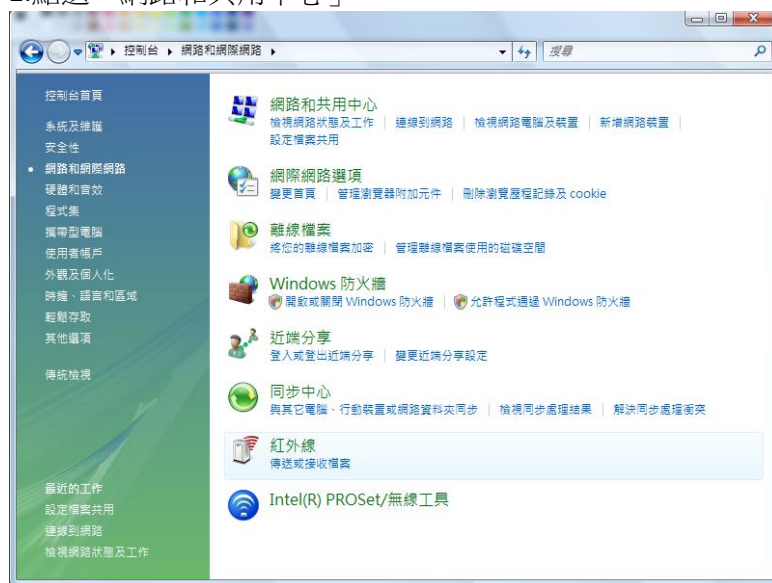 2.點選「網路和共用中心」
控制台 ▸ 網路和網際網路 ▸
搜尋
控制台首頁
系統及維護
安全性
網路和網際網路
硬體和音效
程式集
攜帶型電腦
使用者帳戶
外觀及個人化
時鐘、語言和區域
輕鬆存取
其他選項
傳統檢視
最近的工作
設定檔案共用
連線到網路
檢視網路狀態及工作
網路和共用中心
檢視網路狀態及工作 | 連線到網路 | 檢視網路電腦及裝置 | 新增網路裝置 |
設定檔案共用
網際網路選項
變更首頁 | 管理瀏覽器附加元件 | 刪除瀏覽歷程記錄及 cookie
離線檔案
將您的離線檔案加密 | 管理離線檔案使用的磁碟空間
Windows 防火牆
開啟或關閉 Windows 防火牆 | 允許程式通過 Windows 防火牆
近端分享
登入或登出近端分享 | 變更近端分享設定
同步中心
與其它電腦、行動裝置或網路資料夾同步 | 檢視同步處理結果 | 解決同步處理衝突
紅外線
傳送或接收檔案
Intel(R) PROSet/無線工具